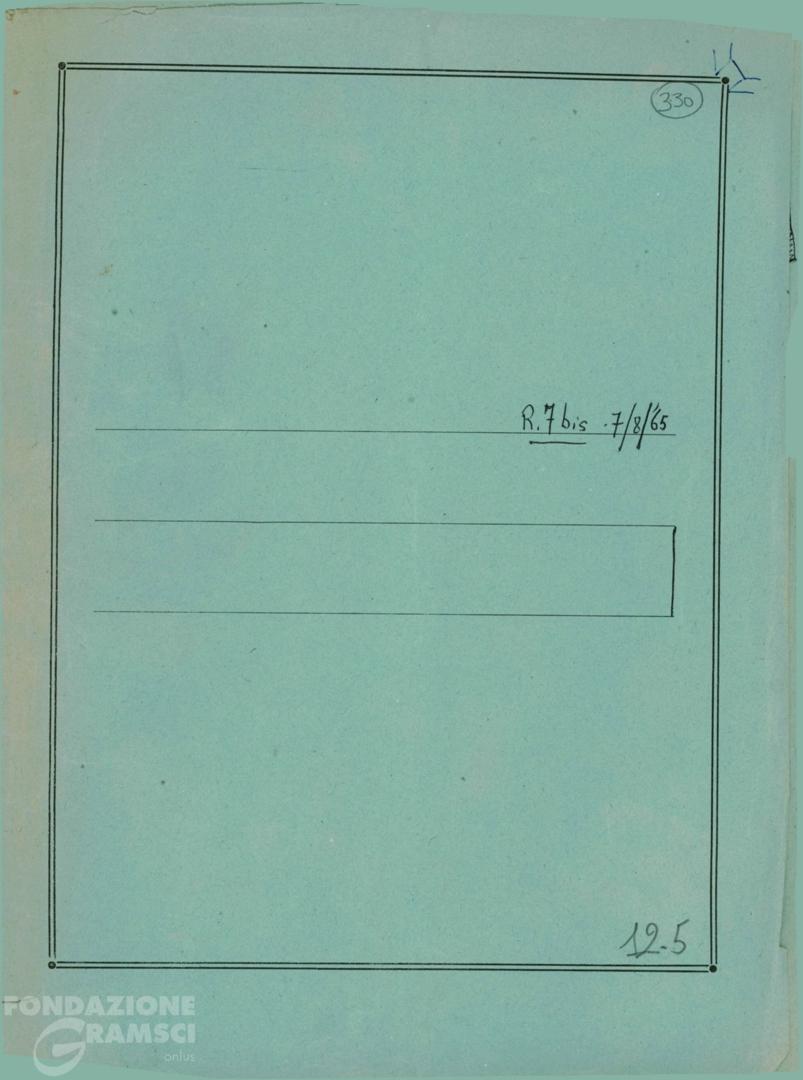 330
R. 7 bis - 7/8/'65
12.5
FONDAZIONE
GRAMSCI
onlus